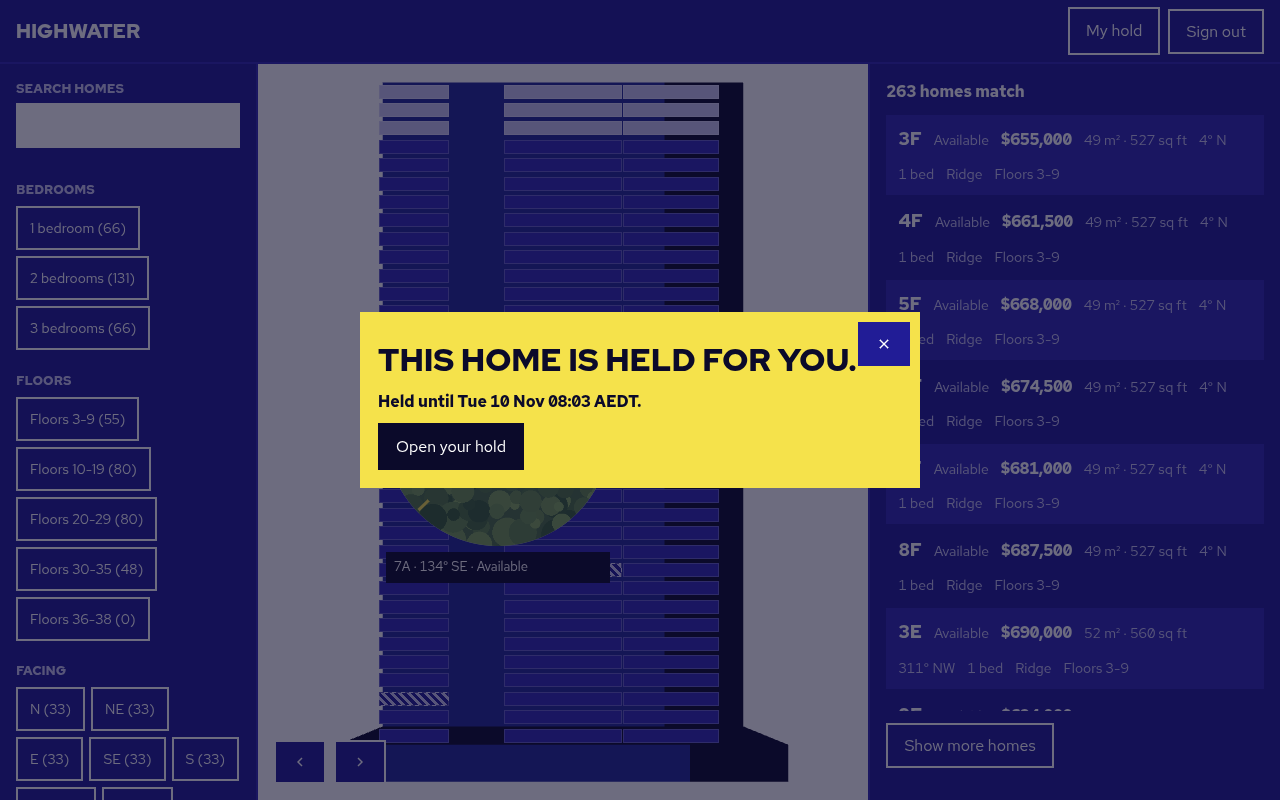 HIGHWATER
My hold
Sign out
SEARCH HOMES
BEDROOMS
1 bedroom (66)
2 bedrooms (131)
3 bedrooms (66)
FLOORS
Floors 3-9 (55)
Floors 10-19 (80)
Floors 20-29 (80)
Floors 30-35 (48)
Floors 36-38 (0)
FACING
N (33)
NE (33)
E (33)
SE (33)
S (33)
THIS HOME IS HELD FOR YOU.
×
Held until Tue 10 Nov 08:03 AEDT.
Open your hold
7A · 134° SE · Available
‹
›
263 homes match
3F Available $655,000 49 m² · 527 sq ft 4° N
1 bed Ridge Floors 3-9
4F Available $661,500 49 m² · 527 sq ft 4° N
1 bed Ridge Floors 3-9
5F Available $668,000 49 m² · 527 sq ft 4° N
Ridge Floors 3-9
Available $674,500 49 m² · 527 sq ft 4° N
Ridge Floors 3-9
Available $681,000 49 m² · 527 sq ft 4° N
1 bed Ridge Floors 3-9
8F Available $687,500 49 m² · 527 sq ft 4° N
1 bed Ridge Floors 3-9
3E Available $690,000 52 m² · 560 sq ft
311° NW 1 bed Ridge Floors 3-9
Show more homes